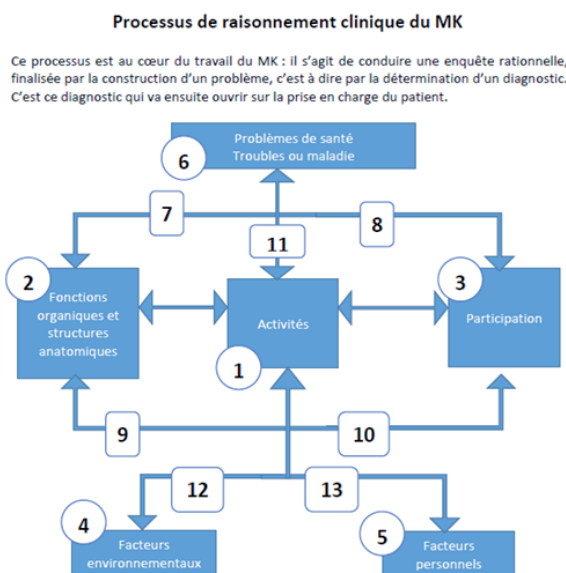 Processus de raisonnement clinique du MK
Ce processus est au cœur du travail du MK : il s'agit de conduire une enquête rationnelle,
finalisée par la construction d'un problème, c'est à dire par la détermination d'un diagnostic.
C'est ce diagnostic qui va ensuite ouvrir sur la prise en charge du patient.
Problèmes de santé
Troubles ou maladie
6
7
8
11
2
Fonctions
organiques et
structures
anatomiques
Activités
1
3
Participation
9
10
12
13
4
Facteurs
environnementaux
5
Facteurs
personnels